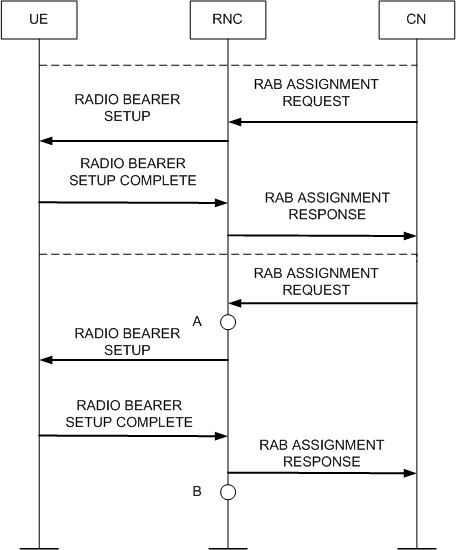 UE
RNC
CN
RAB ASSIGNMENT
REQUEST
RADIO BEARER
SETUP
RADIO BEARER
SETUP COMPLETE
RAB ASSIGNMENT
RESPONSE
RAB ASSIGNMENT
REQUEST
A
RADIO BEARER
SETUP
RADIO BEARER
SETUP COMPLETE
RAB ASSIGNMENT
RESPONSE
B